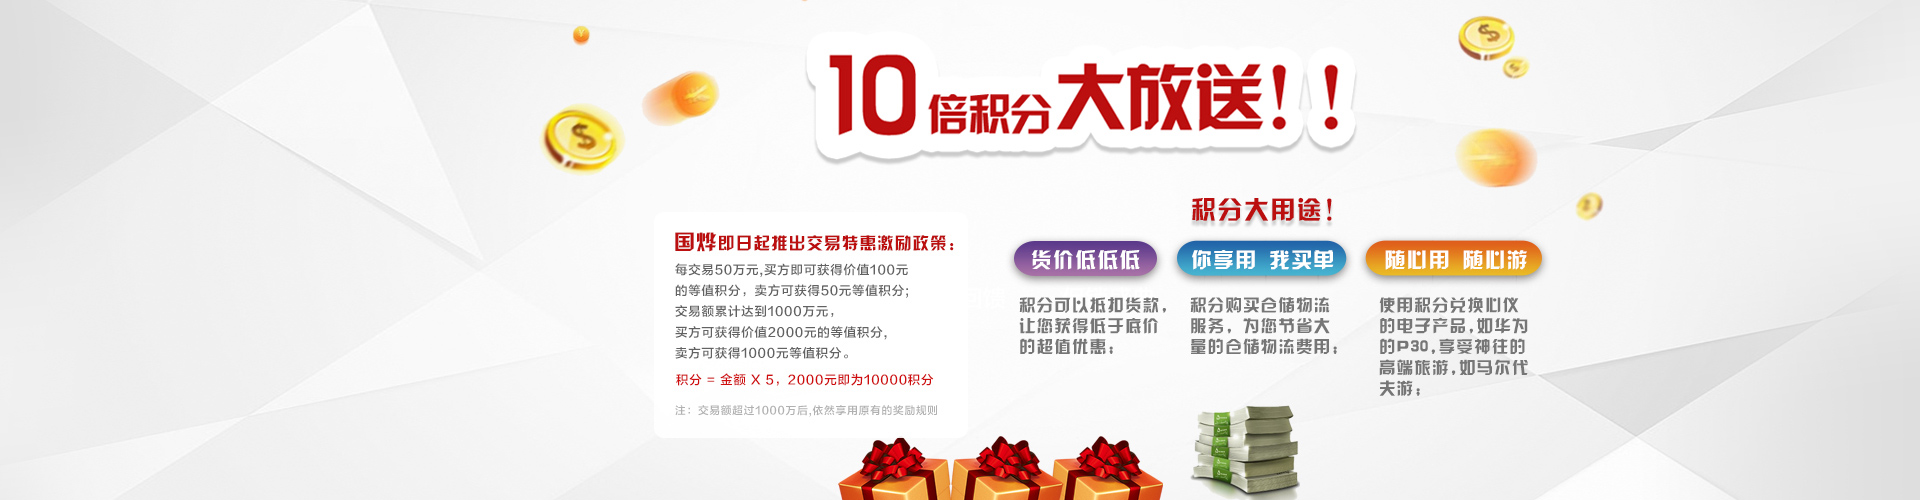 10倍积分大放送！！
国烨即日起推出交易特惠激励政策：
每交易50万元,买方即可获得价值100元
的等值积分，卖方可获得50元等值积分；
交易额累计达到1000万元，
买方可获得价值2000元的等值积分，
卖方可获得1000元等值积分。
积分 = 金额 X 5，2000元即为10000积分
注：交易额超过1000万后,依然享用原有的奖励规则
积分大用途！
货价低低低
积分可以抵扣货款，
让您获得低于底价
的超值优惠；
你享用 我买单
积分购买仓储物流
服务，为您节省大
量的仓储物流费用；
随心用 随心游
使用积分兑换心仪
的电子产品,如华为
的P30,享受神往的
高端旅游,如马尔代
夫游；